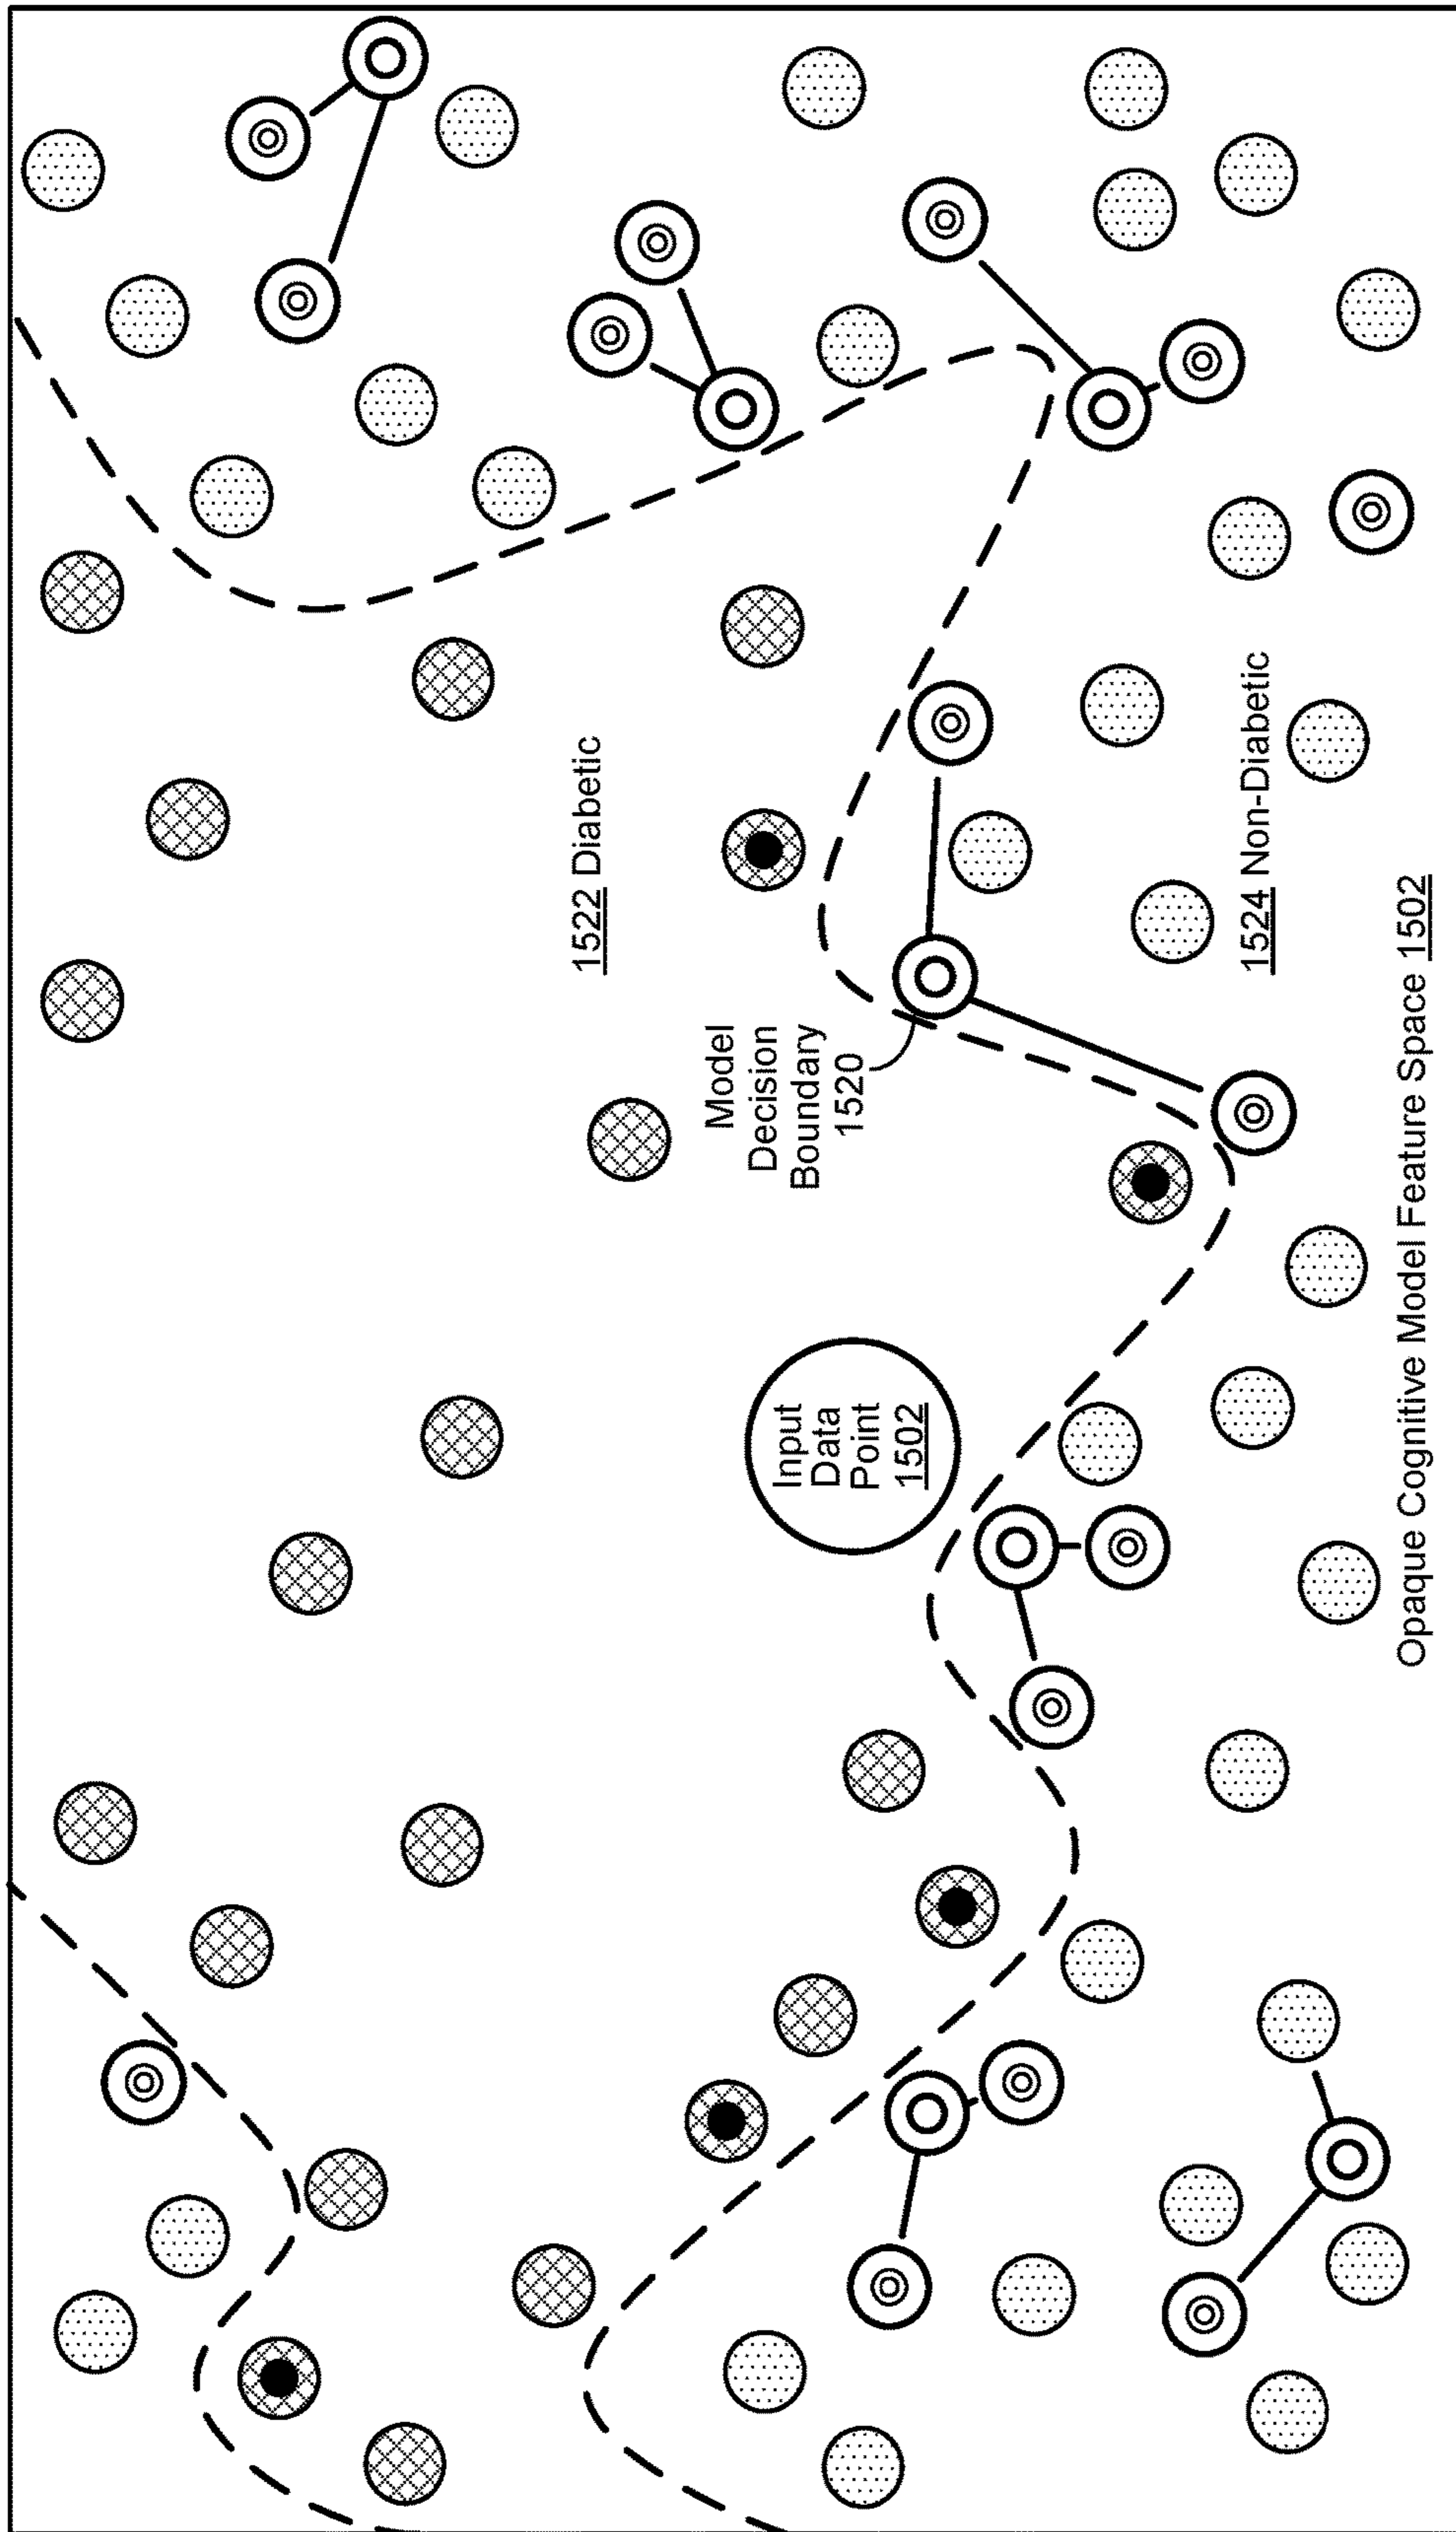 1522 Diabetic
Model
Decision
Boundary
1520
Input
Data
Point
1502
1524 Non-Diabetic
Opaque Cognitive Model Feature Space 1502